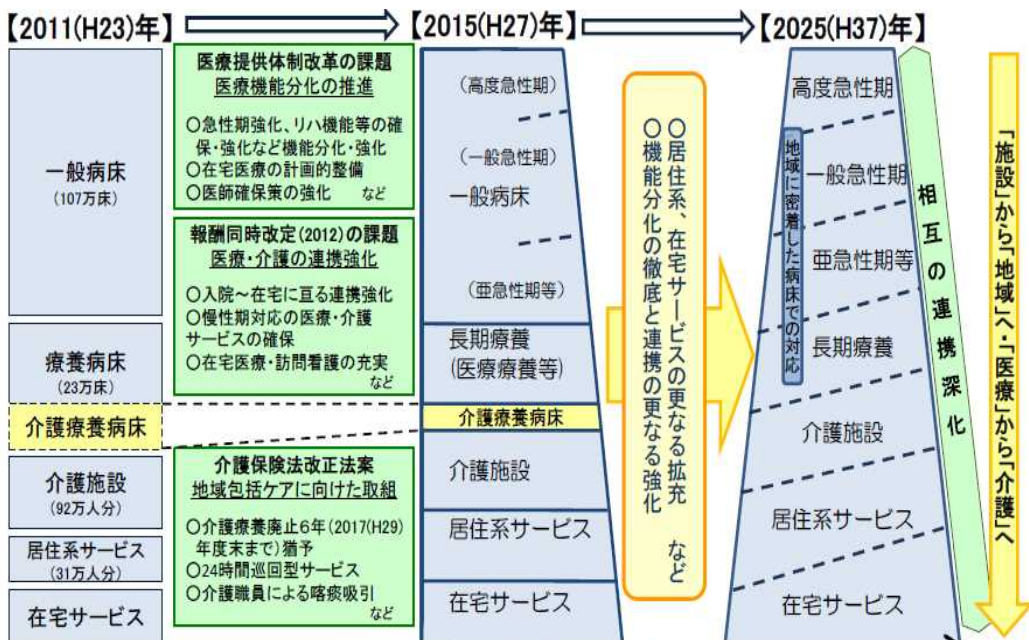 【2011(H23)年】
【2015(H27)年】
【2025(H37)年】
一般病床
(107万床)
療養病床
(23万床)
介護療養病床
介護施設
(92万人分)
居住系サービス
(31万人分)
在宅サービス
医療提供体制改革の課題
医療機能分化の推進
○急性期強化、リハ機能等の確
保・強化など機能分化・強化
○在宅医療の計画的整備
○医師確保策の強化 など
報酬同時改定(2012)の課題
医療・介護の連携強化
○入院～在宅に亘る連携強化
○慢性期対応の医療・介護
サービスの確保
○在宅医療・訪問看護の充実
など
介護保険法改正法案
地域包括ケアに向けた取組
○介護療養廃止6年(2017(H29)
年度末まで)猶予
○24時間巡回型サービス
○介護職員による喀痰吸引
など
(高度急性期)
(一般急性期)
一般病床
(亜急性期等)
長期療養
(医療療養等)
介護療養病床
介護施設
居住系サービス
在宅サービス
○居住系、在宅サービスの更なる拡充
○機能分化の徹底と連携の更なる強化 など
高度急性期
一般急性期
亜急性期等
長期療養
介護施設
居住系サービス
在宅サービス
地域に密着した病床での対応
相互の連携深化
「施設」から「地域」へ・「医療」から「介護」へ